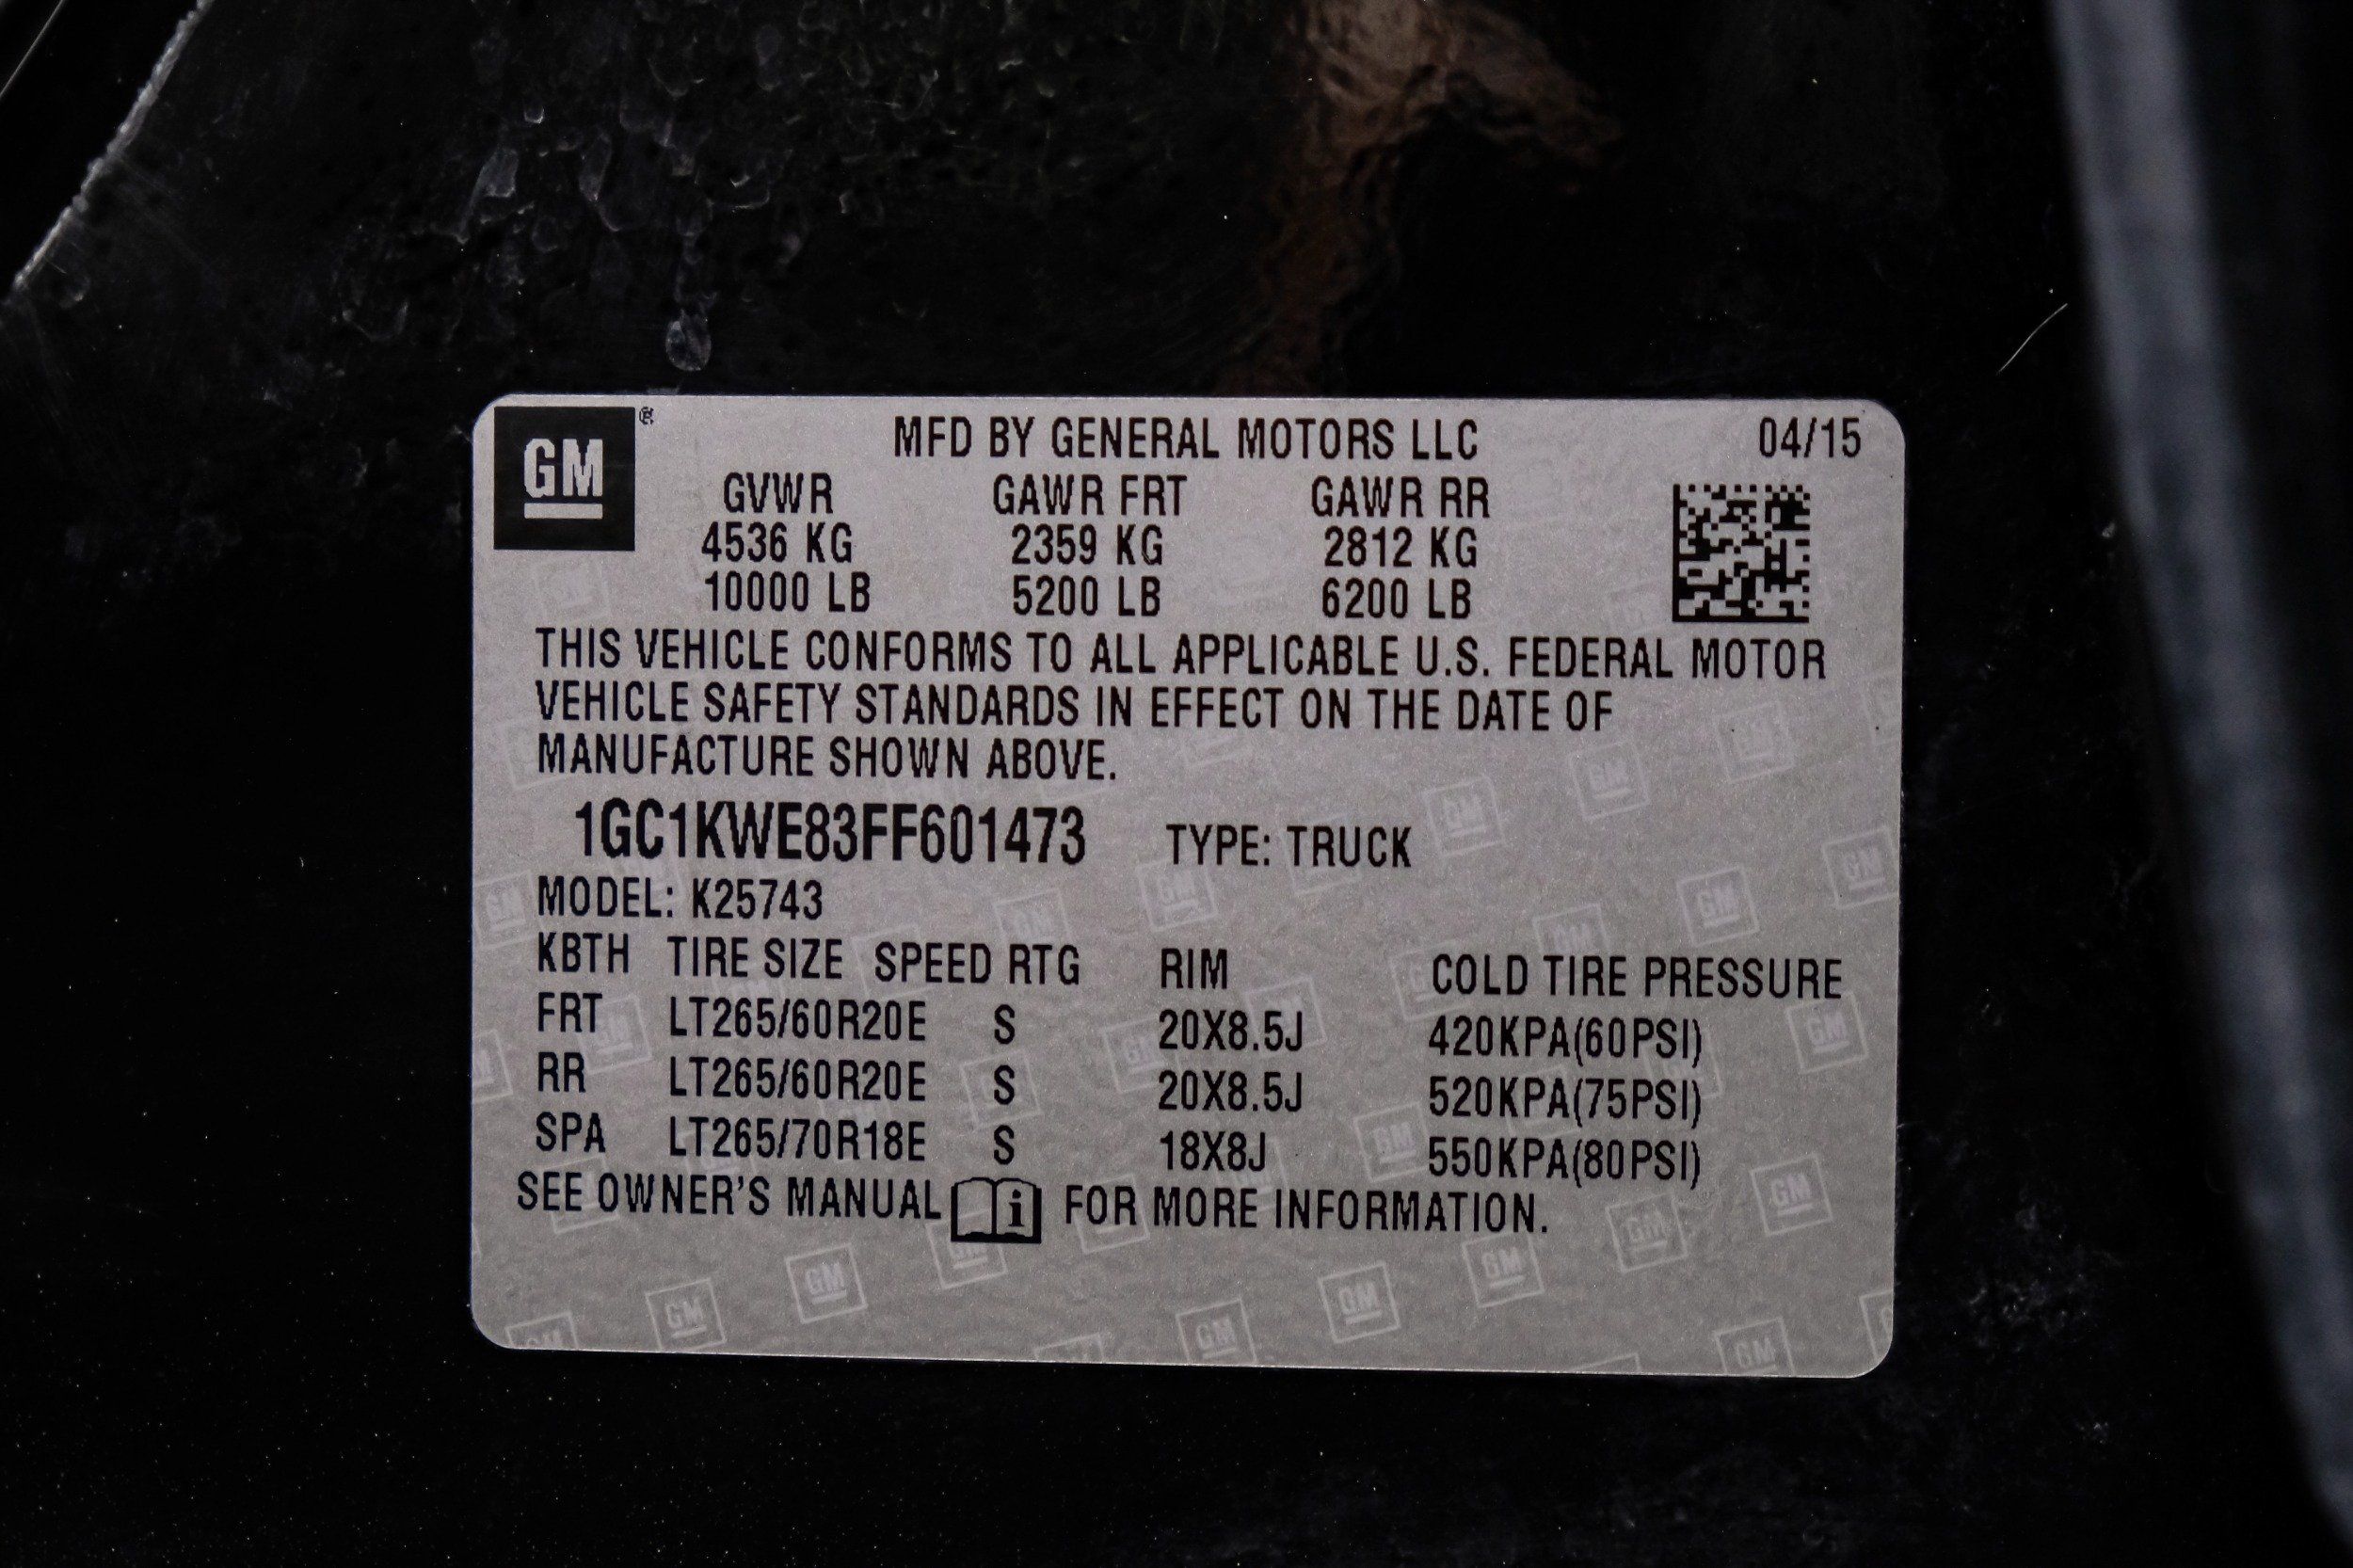 GM ® MFD BY GENERAL MOTORS LLC 04/15
GVWR GAWR FRT GAWR RR
4536 KG 2359 KG 2812 KG
10000 LB 5200 LB 6200 LB
THIS VEHICLE CONFORMS TO ALL APPLICABLE U.S. FEDERAL MOTOR
VEHICLE SAFETY STANDARDS IN EFFECT ON THE DATE OF
MANUFACTURE SHOWN ABOVE.
1GC1KWE83FF601473 TYPE: TRUCK
MODEL: K25743
KBTH TIRE SIZE SPEED RTG RIM COLD TIRE PRESSURE
FRT LT265/60R20E S 20X8.5J 420KPA(60PSI)
RR LT265/60R20E S 20X8.5J 520KPA(75PSI)
SPA LT265/70R18E S 18X8J 550KPA(80PSI)
SEE OWNER'S MANUAL i FOR MORE INFORMATION.